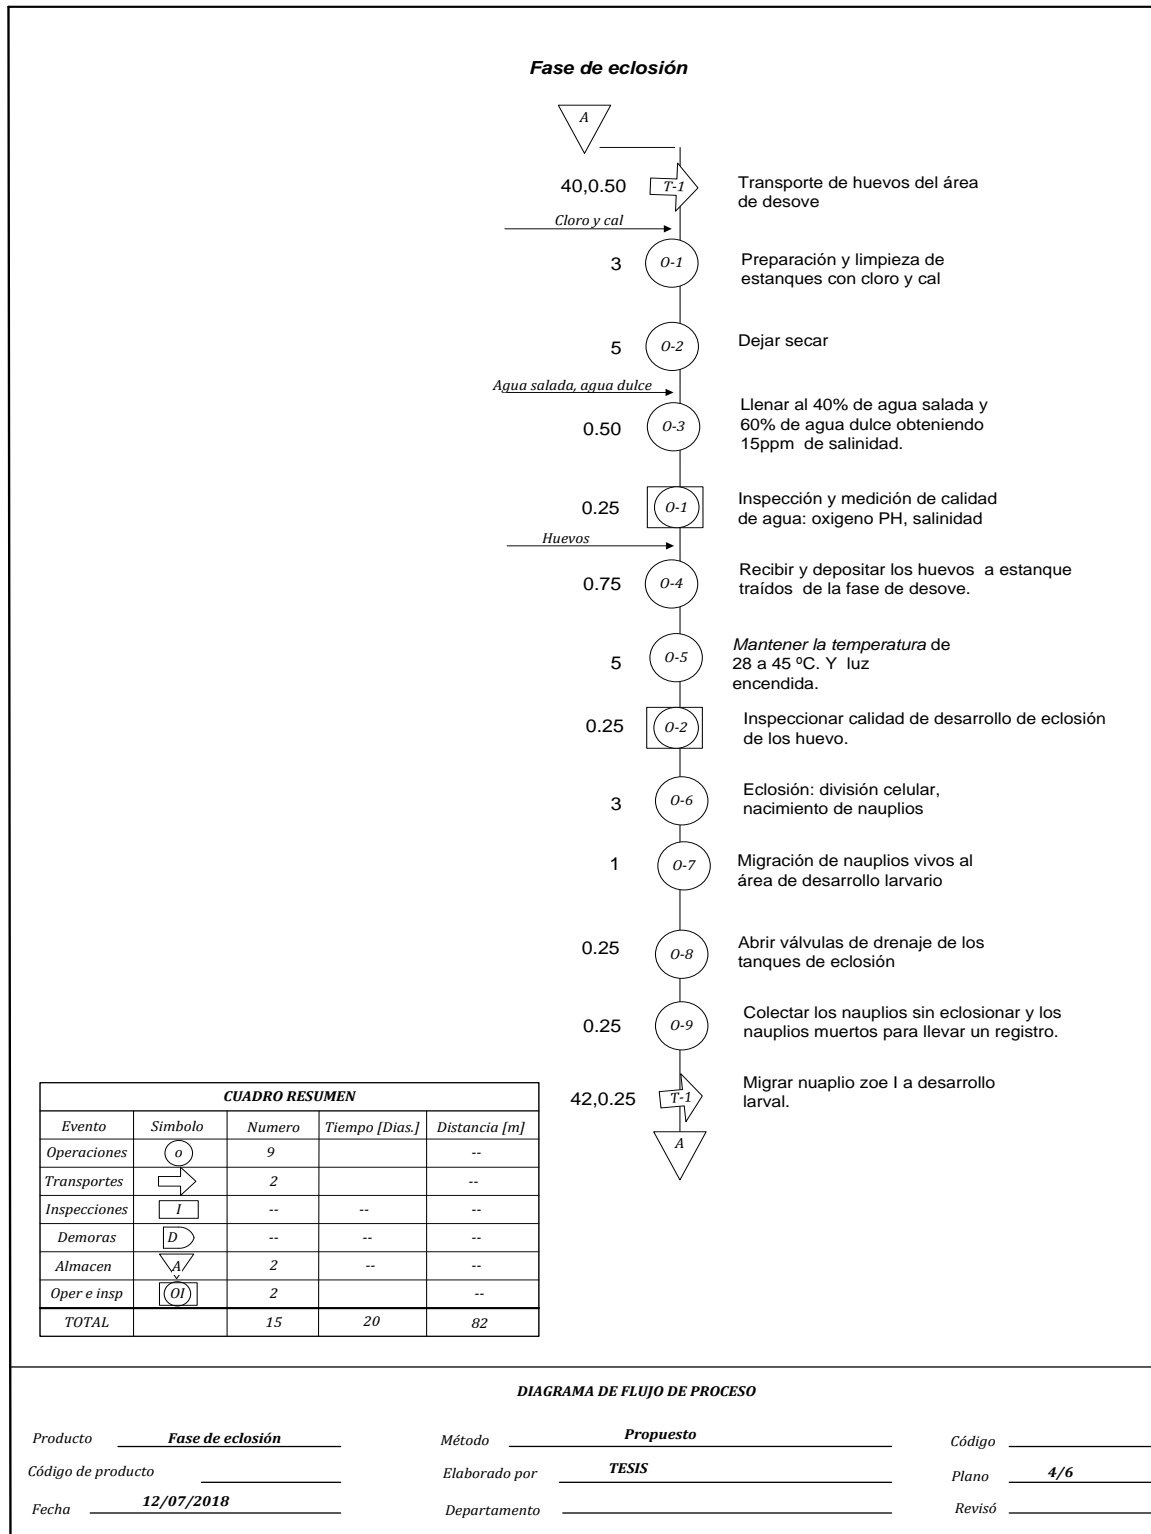 Fase de eclosión
A
40,0.50 T-1 Transporte de huevos del área
de desove
Cloro y cal
3 O-1 Preparación y limpieza de
estanques con cloro y cal
5 O-2 Dejar secar
Agua salada, agua dulce
0.50 O-3 Llenar al 40% de agua salada y
60% de agua dulce obteniendo
15ppm de salinidad.
0.25 O-1 Inspección y medición de calidad
de agua: oxigeno PH, salinidad
Huevos
0.75 O-4 Recibir y depositar los huevos a estanque
traídos de la fase de desove.
5 O-5 Mantener la temperatura de
28 a 45 ºC. Y luz
encendida.
0.25 O-2 Inspeccionar calidad de desarrollo de eclosión
de los huevo.
3 O-6 Eclosión: división celular,
nacimiento de nauplios
1 O-7 Migración de nauplios vivos al
área de desarrollo larvario
0.25 O-8 Abrir válvulas de drenaje de los
tanques de eclosión
0.25 O-9 Colectar los nauplios sin eclosionar y los
nauplios muertos para llevar un registro.
42,0.25 T-1 Migrar nuaplio zoe I a desarrollo
larval.
A
CUADRO RESUMEN
Evento Simbolo Numero Tiempo [Dias.] Distancia [m]
Operaciones o 9 --
Transportes 2 --
Inspecciones I -- -- --
Demoras D -- -- --
Almacen A 2 -- --
Oper e insp OI 2 --
TOTAL 15 20 82
DIAGRAMA DE FLUJO DE PROCESO
Producto Fase de eclosión Método Propuesto Código
Código de producto Elaborado por TESIS Plano 4/6
Fecha 12/07/2018 Departamento Revisó